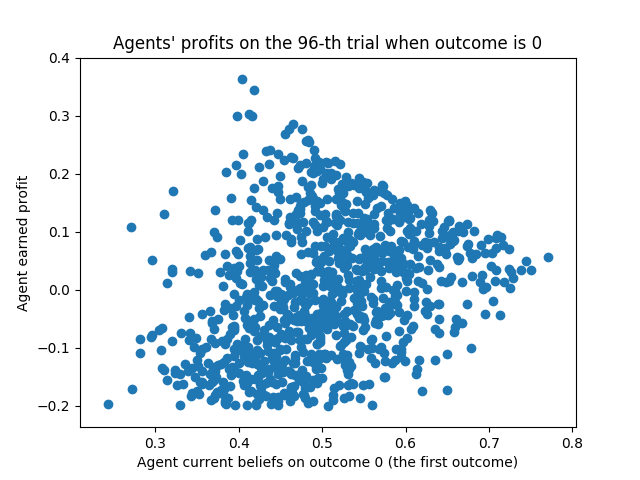 Agents' profits on the 96-th trial when outcome is 0
0.4
0.3
0.2
0.1
0.0
−0.1
−0.2
Agent earned profit
0.3 0.4 0.5 0.6 0.7 0.8
Agent current beliefs on outcome 0 (the first outcome)